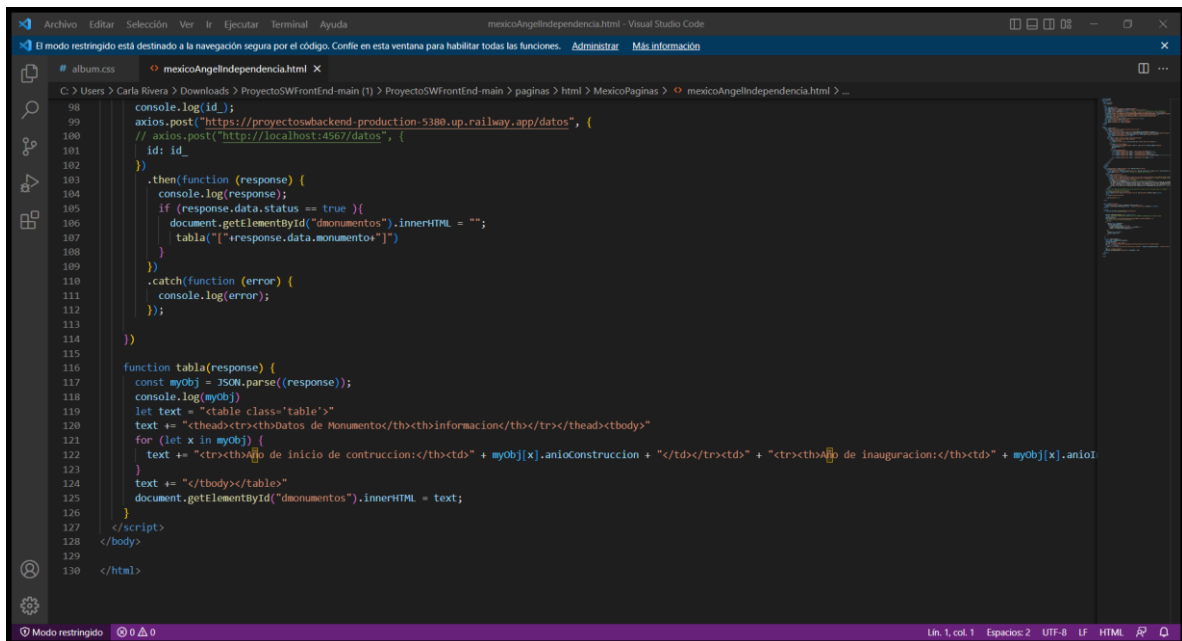 Archivo Editar Selección Ver Ir Ejecutar Terminal Ayuda mexicoAngelIndependencia.html - Visual Studio Code
El modo restringido está destinado a la navegación segura por el código. Confíe en esta ventana para habilitar todas las funciones. Administrar Más información
# album.css <> mexicoAngelIndependencia.html
C: > Users > Carla Rivera > Downloads > ProyectoSWFrontEnd-main (1) > ProyectoSWFrontEnd-main > paginas > html > MexicoPaginas > <> mexicoAngelIndependencia.html > ...
98 console.log(id_);
99 axios.post("https://proyectoswbackend-production-5380.up.railway.app/datos", {
100 // axios.post("http://localhost:4567/datos", {
101 id: id_
102 })
103 .then(function (response) {
104 console.log(response);
105 if (response.data.status == true ){
106 document.getElementById("dmonumentos").innerHTML = "";
107 tabla("["+response.data.monumento+"]")
108 }
109 })
110 .catch(function (error) {
111 console.log(error);
112 });
113
114 })
115
116 function tabla(response) {
117 const myObj = JSON.parse((response));
118 console.log(myObj)
119 let text = "<table class='table'>"
120 text += "<thead><tr><th>Datos de Monumento</th><th>informacion</th></tr></thead><tbody>"
121 for (let x in myObj) {
122 text += "<tr><th>Año de inicio de contruccion:</th><td>" + myObj[x].anioConstruccion + "</td></tr><td>" + "<tr><th>Año de inauguracion:</th><td>" + myObj[x].anioI
123 }
124 text += "</tbody></table>"
125 document.getElementById("dmonumentos").innerHTML = text;
126 }
127 </script>
128 </body>
129
130 </html>
Modo restringido 0 0 Lín. 1, col. 1 Espacios: 2 UTF-8 LF HTML